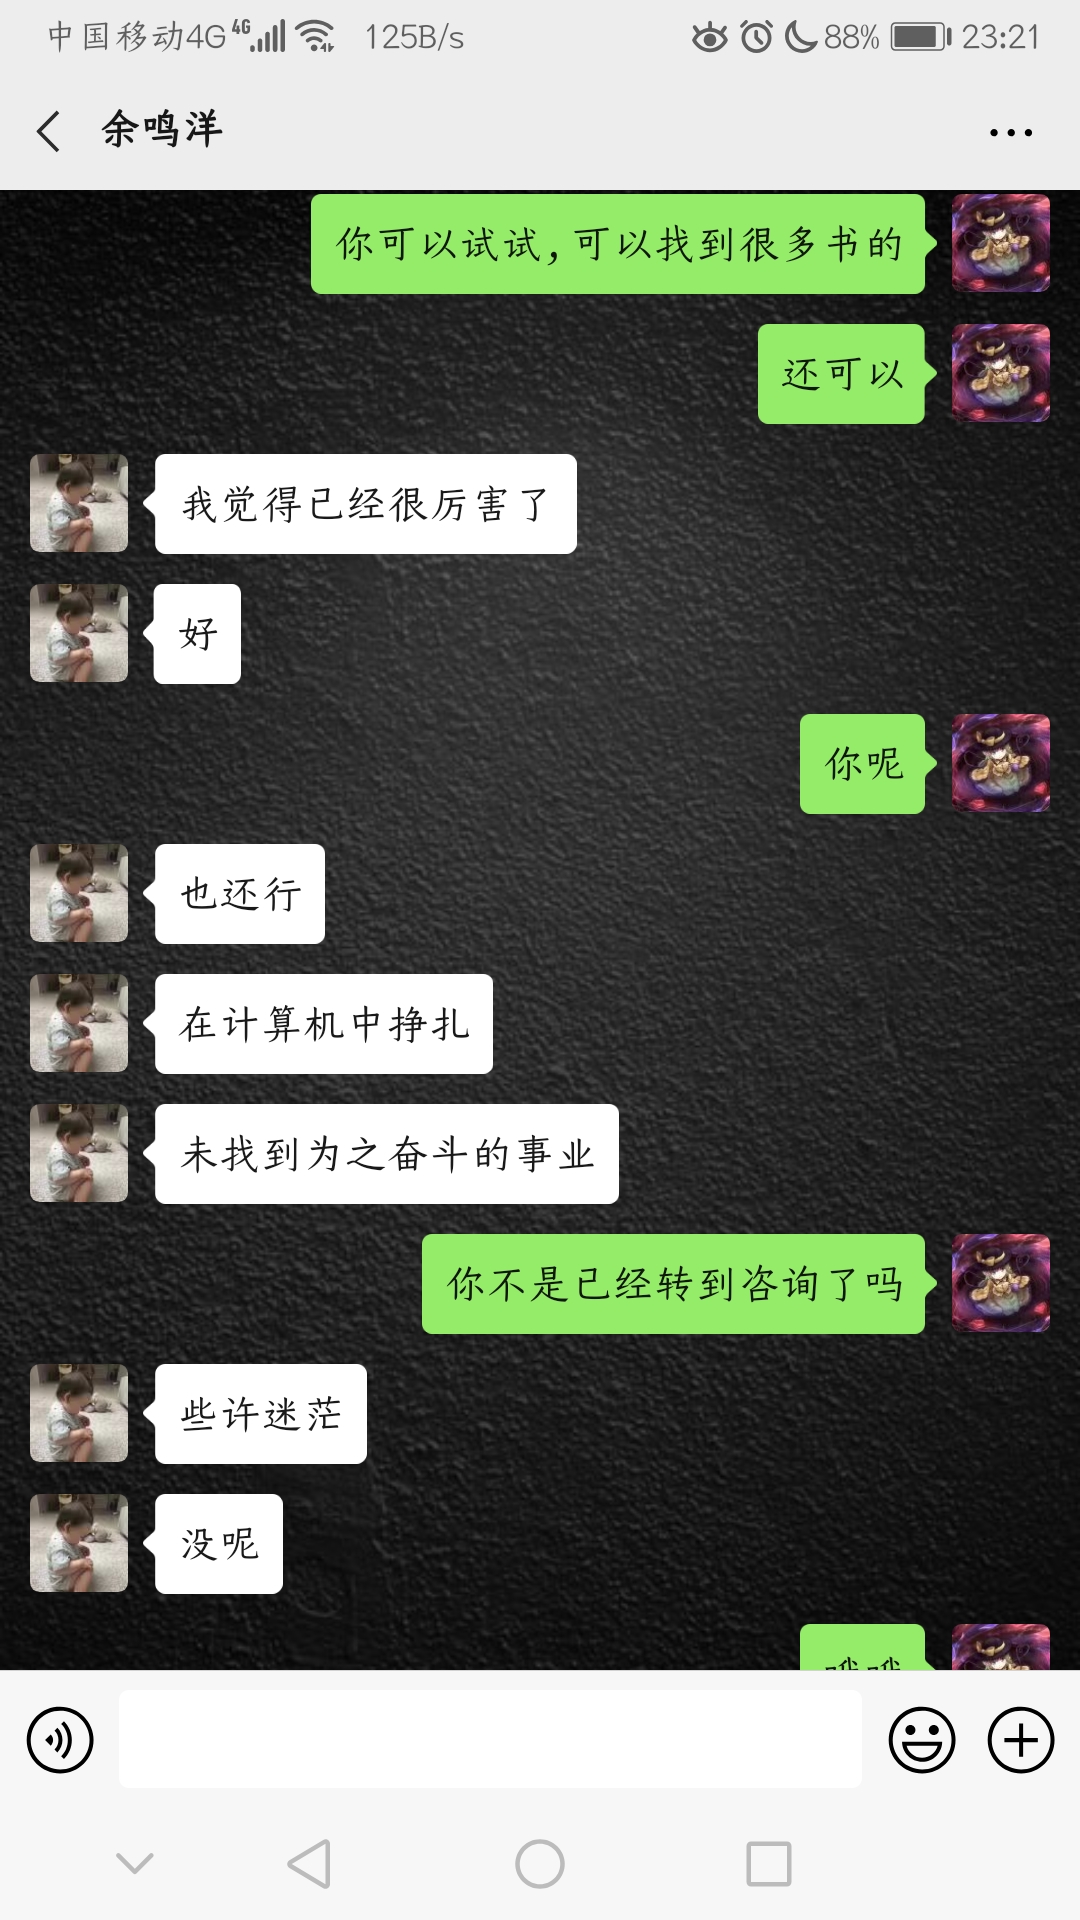 中国移动4G 4G 125B/s 88% 23:21
余鸣洋
你可以试试,可以找到很多书的
还可以
我觉得已经很厉害了
好
你呢
也还行
在计算机中挣扎
未找到为之奋斗的事业
你不是已经转到咨询了吗
些许迷茫
没呢